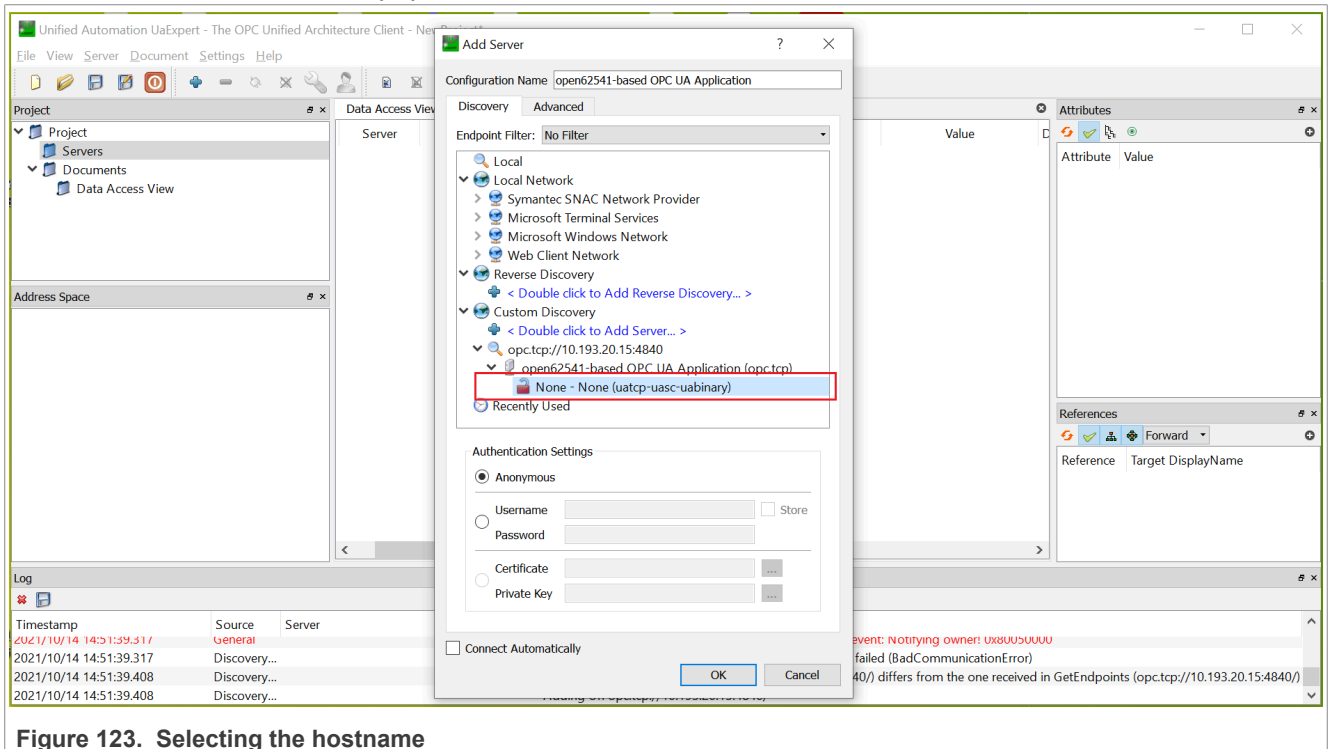 Unified Automation UaExpert - The OPC Unified Architecture Client - New Project*
File View Server Document Settings Help
Project
Project
Servers
Documents
Data Access View
Address Space
Data Access View
Server
Value
Add Server
?
Configuration Name open62541-based OPC UA Application
Discovery Advanced
Endpoint Filter: No Filter
Local
Local Network
Symantec SNAC Network Provider
Microsoft Terminal Services
Microsoft Windows Network
Web Client Network
Reverse Discovery
< Double click to Add Reverse Discovery... >
Custom Discovery
< Double click to Add Server... >
opc.tcp://10.193.20.15:4840
open62541-based OPC UA Application (opc.tcp)
None - None (uatcp-uasc-uabinary)
Recently Used
Authentication Settings
Anonymous
Username Store
Password
Certificate ...
Private Key ...
Connect Automatically
OK Cancel
Attributes
Attribute Value
References
Forward
Reference Target DisplayName
Log
Timestamp Source Server
2021/10/14 14:51:39.317 General event: Notifying owner! 0x80050000
2021/10/14 14:51:39.317 Discovery... failed (BadCommunicationError)
2021/10/14 14:51:39.408 Discovery... 40/) differs from the one received in GetEndpoints (opc.tcp://10.193.20.15:4840/)
2021/10/14 14:51:39.408 Discovery...
Figure 123. Selecting the hostname